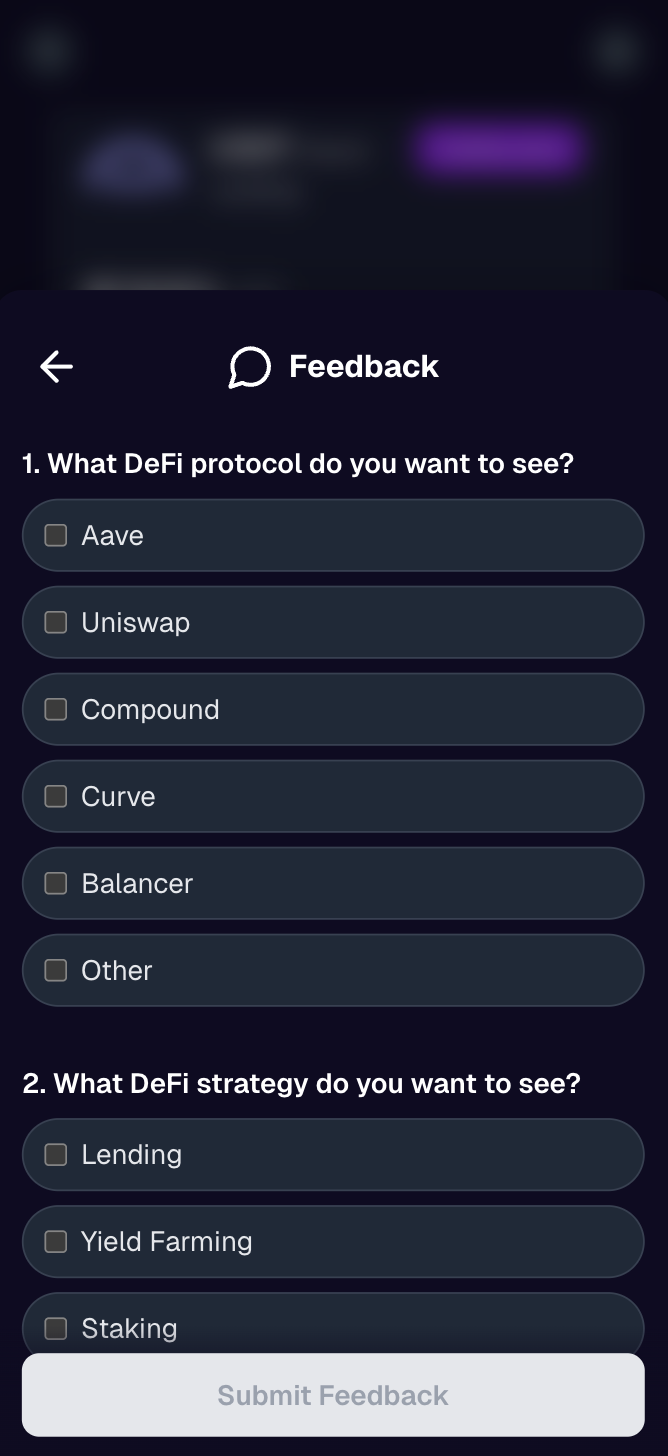 Feedback
1. What DeFi protocol do you want to see?
Aave
Uniswap
Compound
Curve
Balancer
Other
2. What DeFi strategy do you want to see?
Lending
Yield Farming
Staking
Submit Feedback